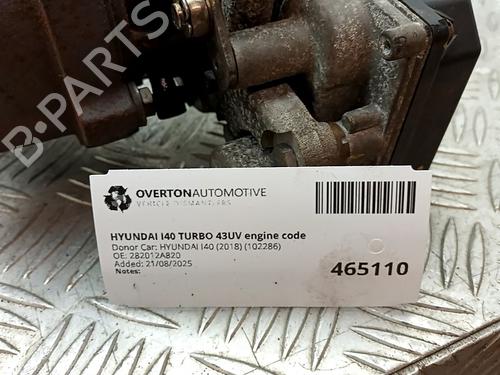 B-PARTS
OVERTONAUTOMOTIVE
VEHICLE DISMANTLERS
HYUNDAI I40 TURBO 43UV engine code
Donor Car: HYUNDAI I40 (2018) (102286)
OE: 282012A820
Added: 21/08/2025
Notes:
465110